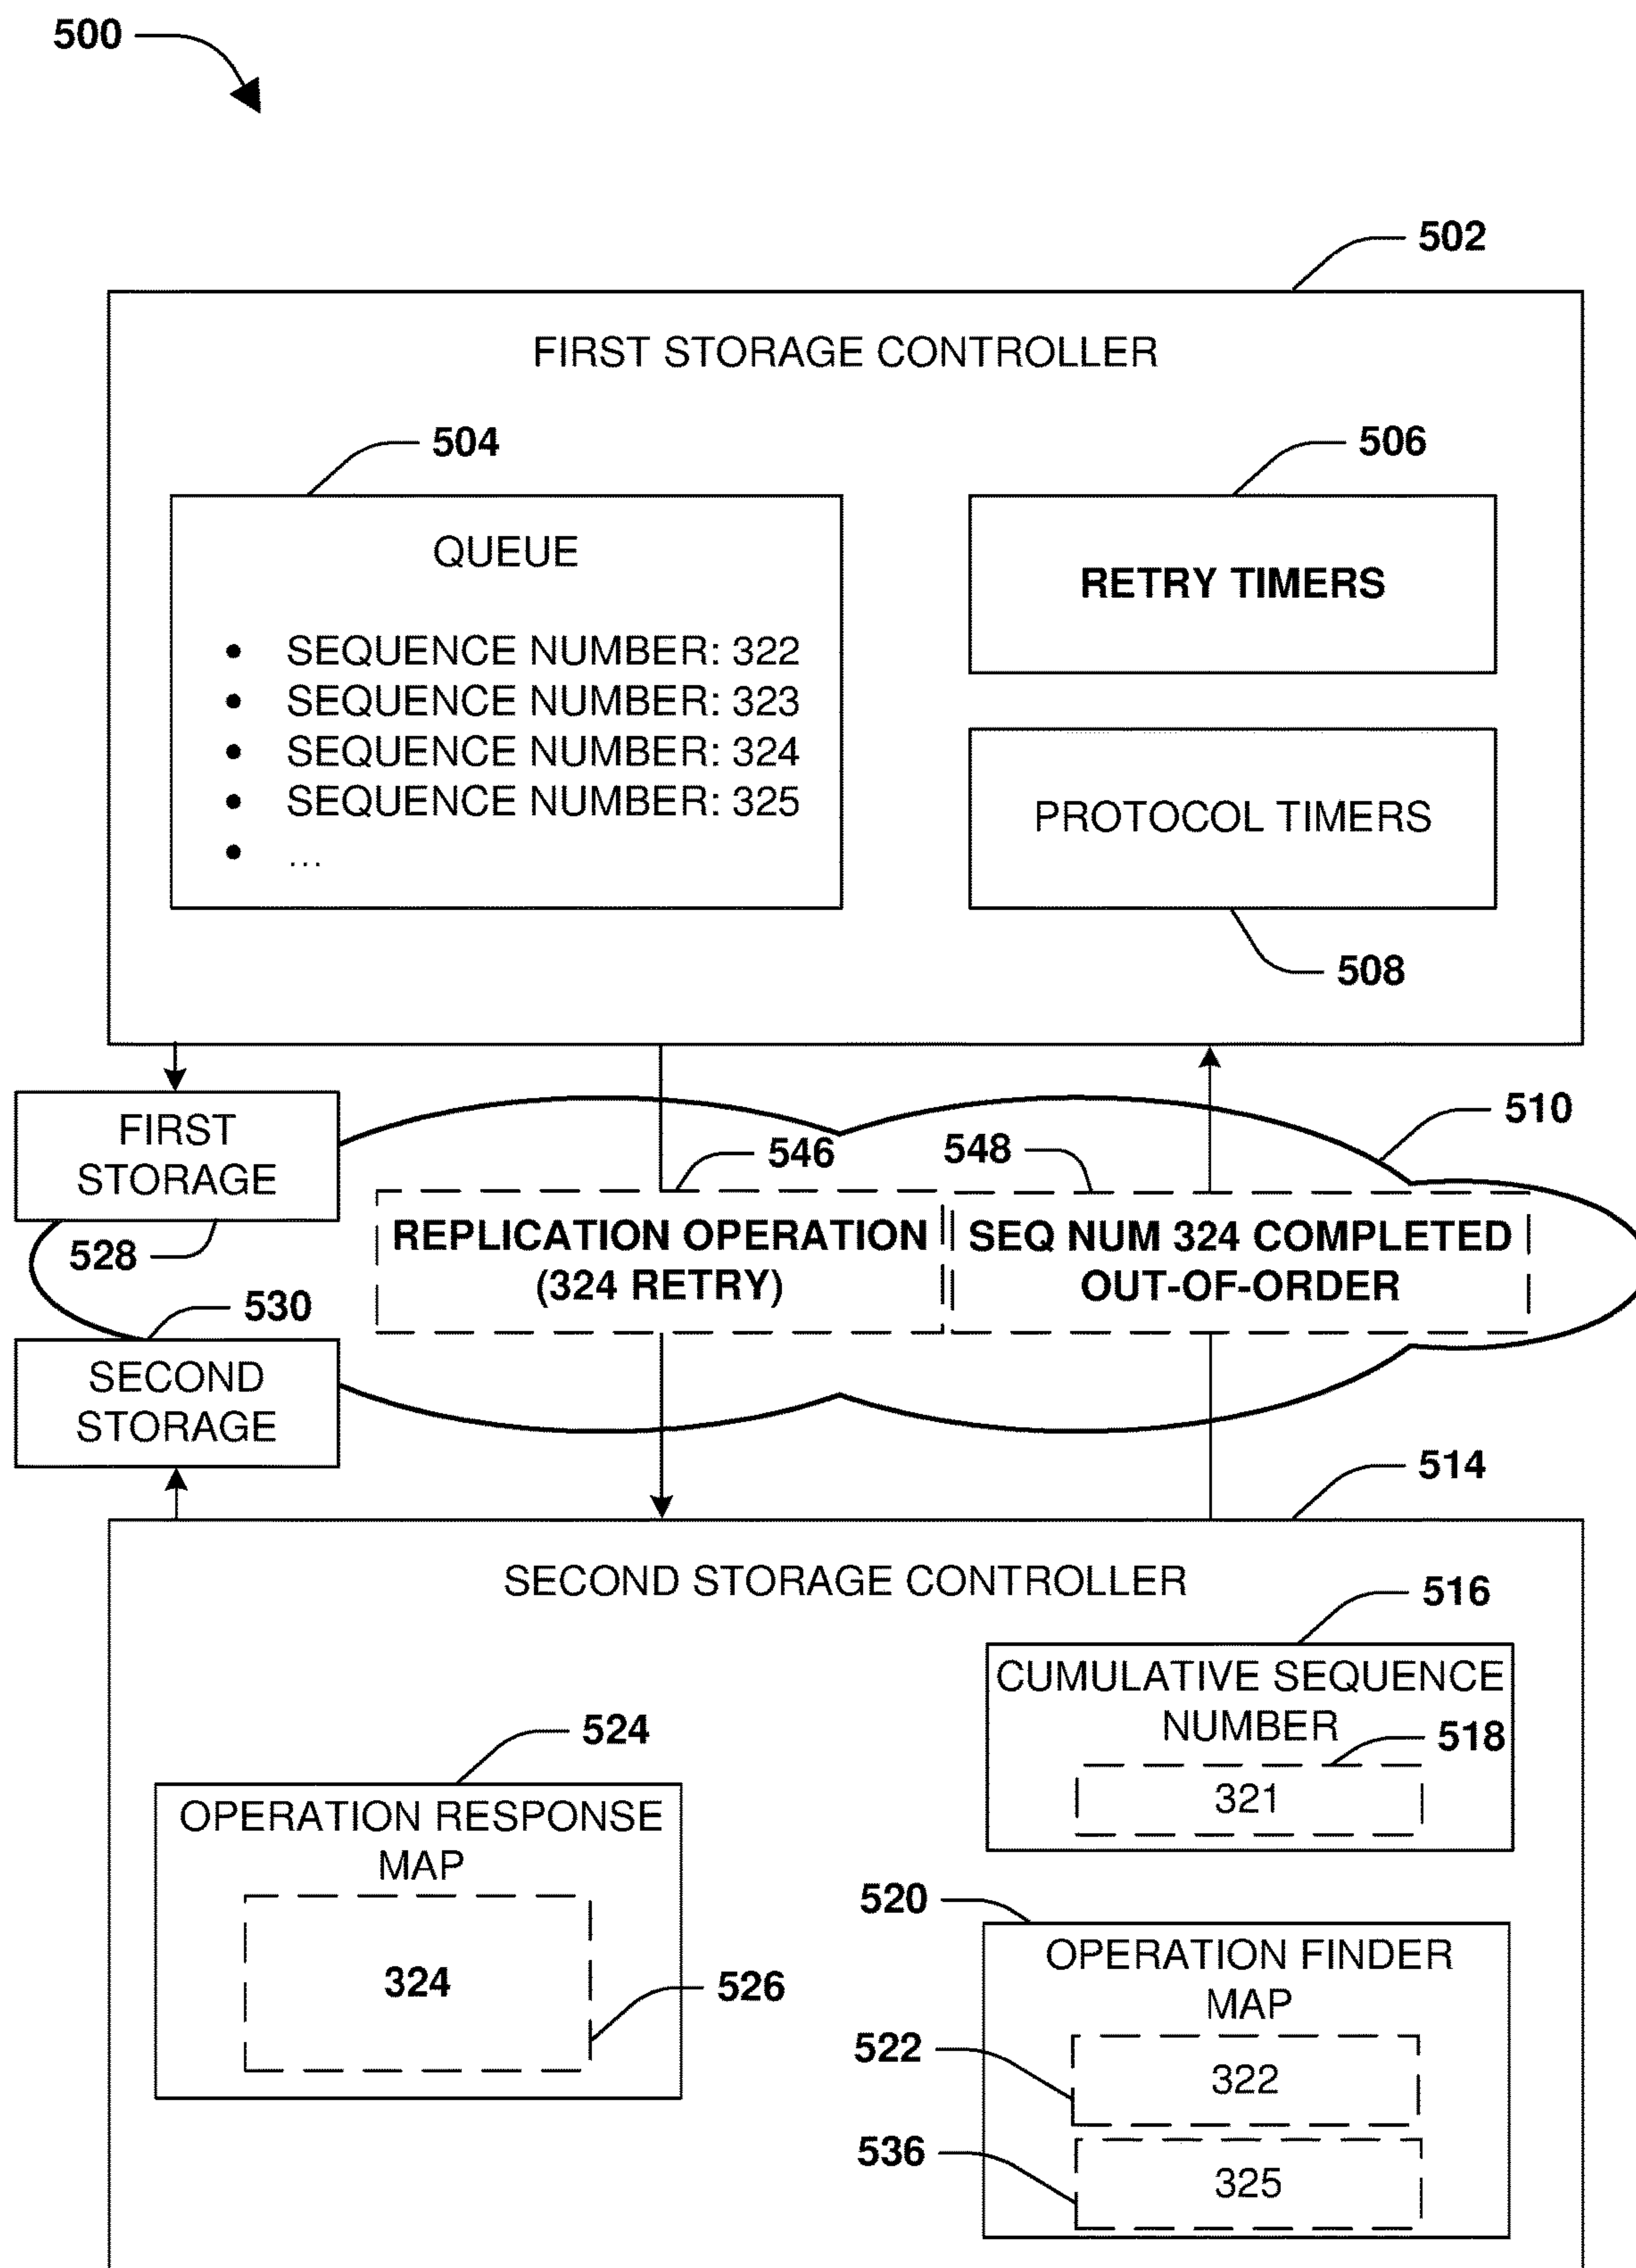 500
502
FIRST STORAGE CONTROLLER
504
506
QUEUE
RETRY TIMERS
• SEQUENCE NUMBER: 322
• SEQUENCE NUMBER: 323
• SEQUENCE NUMBER: 324
• SEQUENCE NUMBER: 325
• ...
PROTOCOL TIMERS
508
FIRST
STORAGE
510
546
548
528
REPLICATION OPERATION
(324 RETRY)
SEQ NUM 324 COMPLETED
OUT-OF-ORDER
530
SECOND
STORAGE
514
SECOND STORAGE CONTROLLER
516
CUMULATIVE SEQUENCE
NUMBER
518
321
524
OPERATION RESPONSE
MAP
324
526
520
OPERATION FINDER
MAP
522
322
536
325